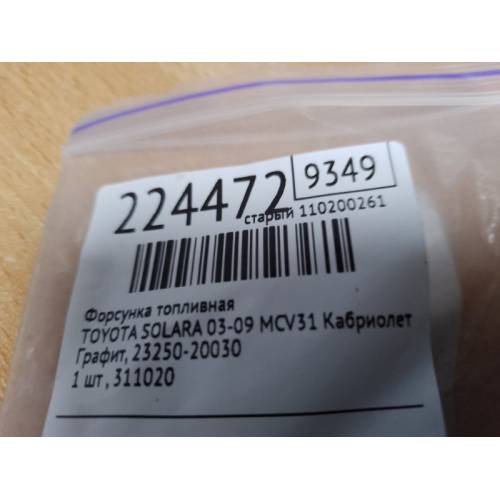 224472 9349
старый 110200261
Форсунка топливная
TOYOTA SOLARA 03-09 MCV31 Кабриолет
Графит, 23250-20030
1 шт , 311020